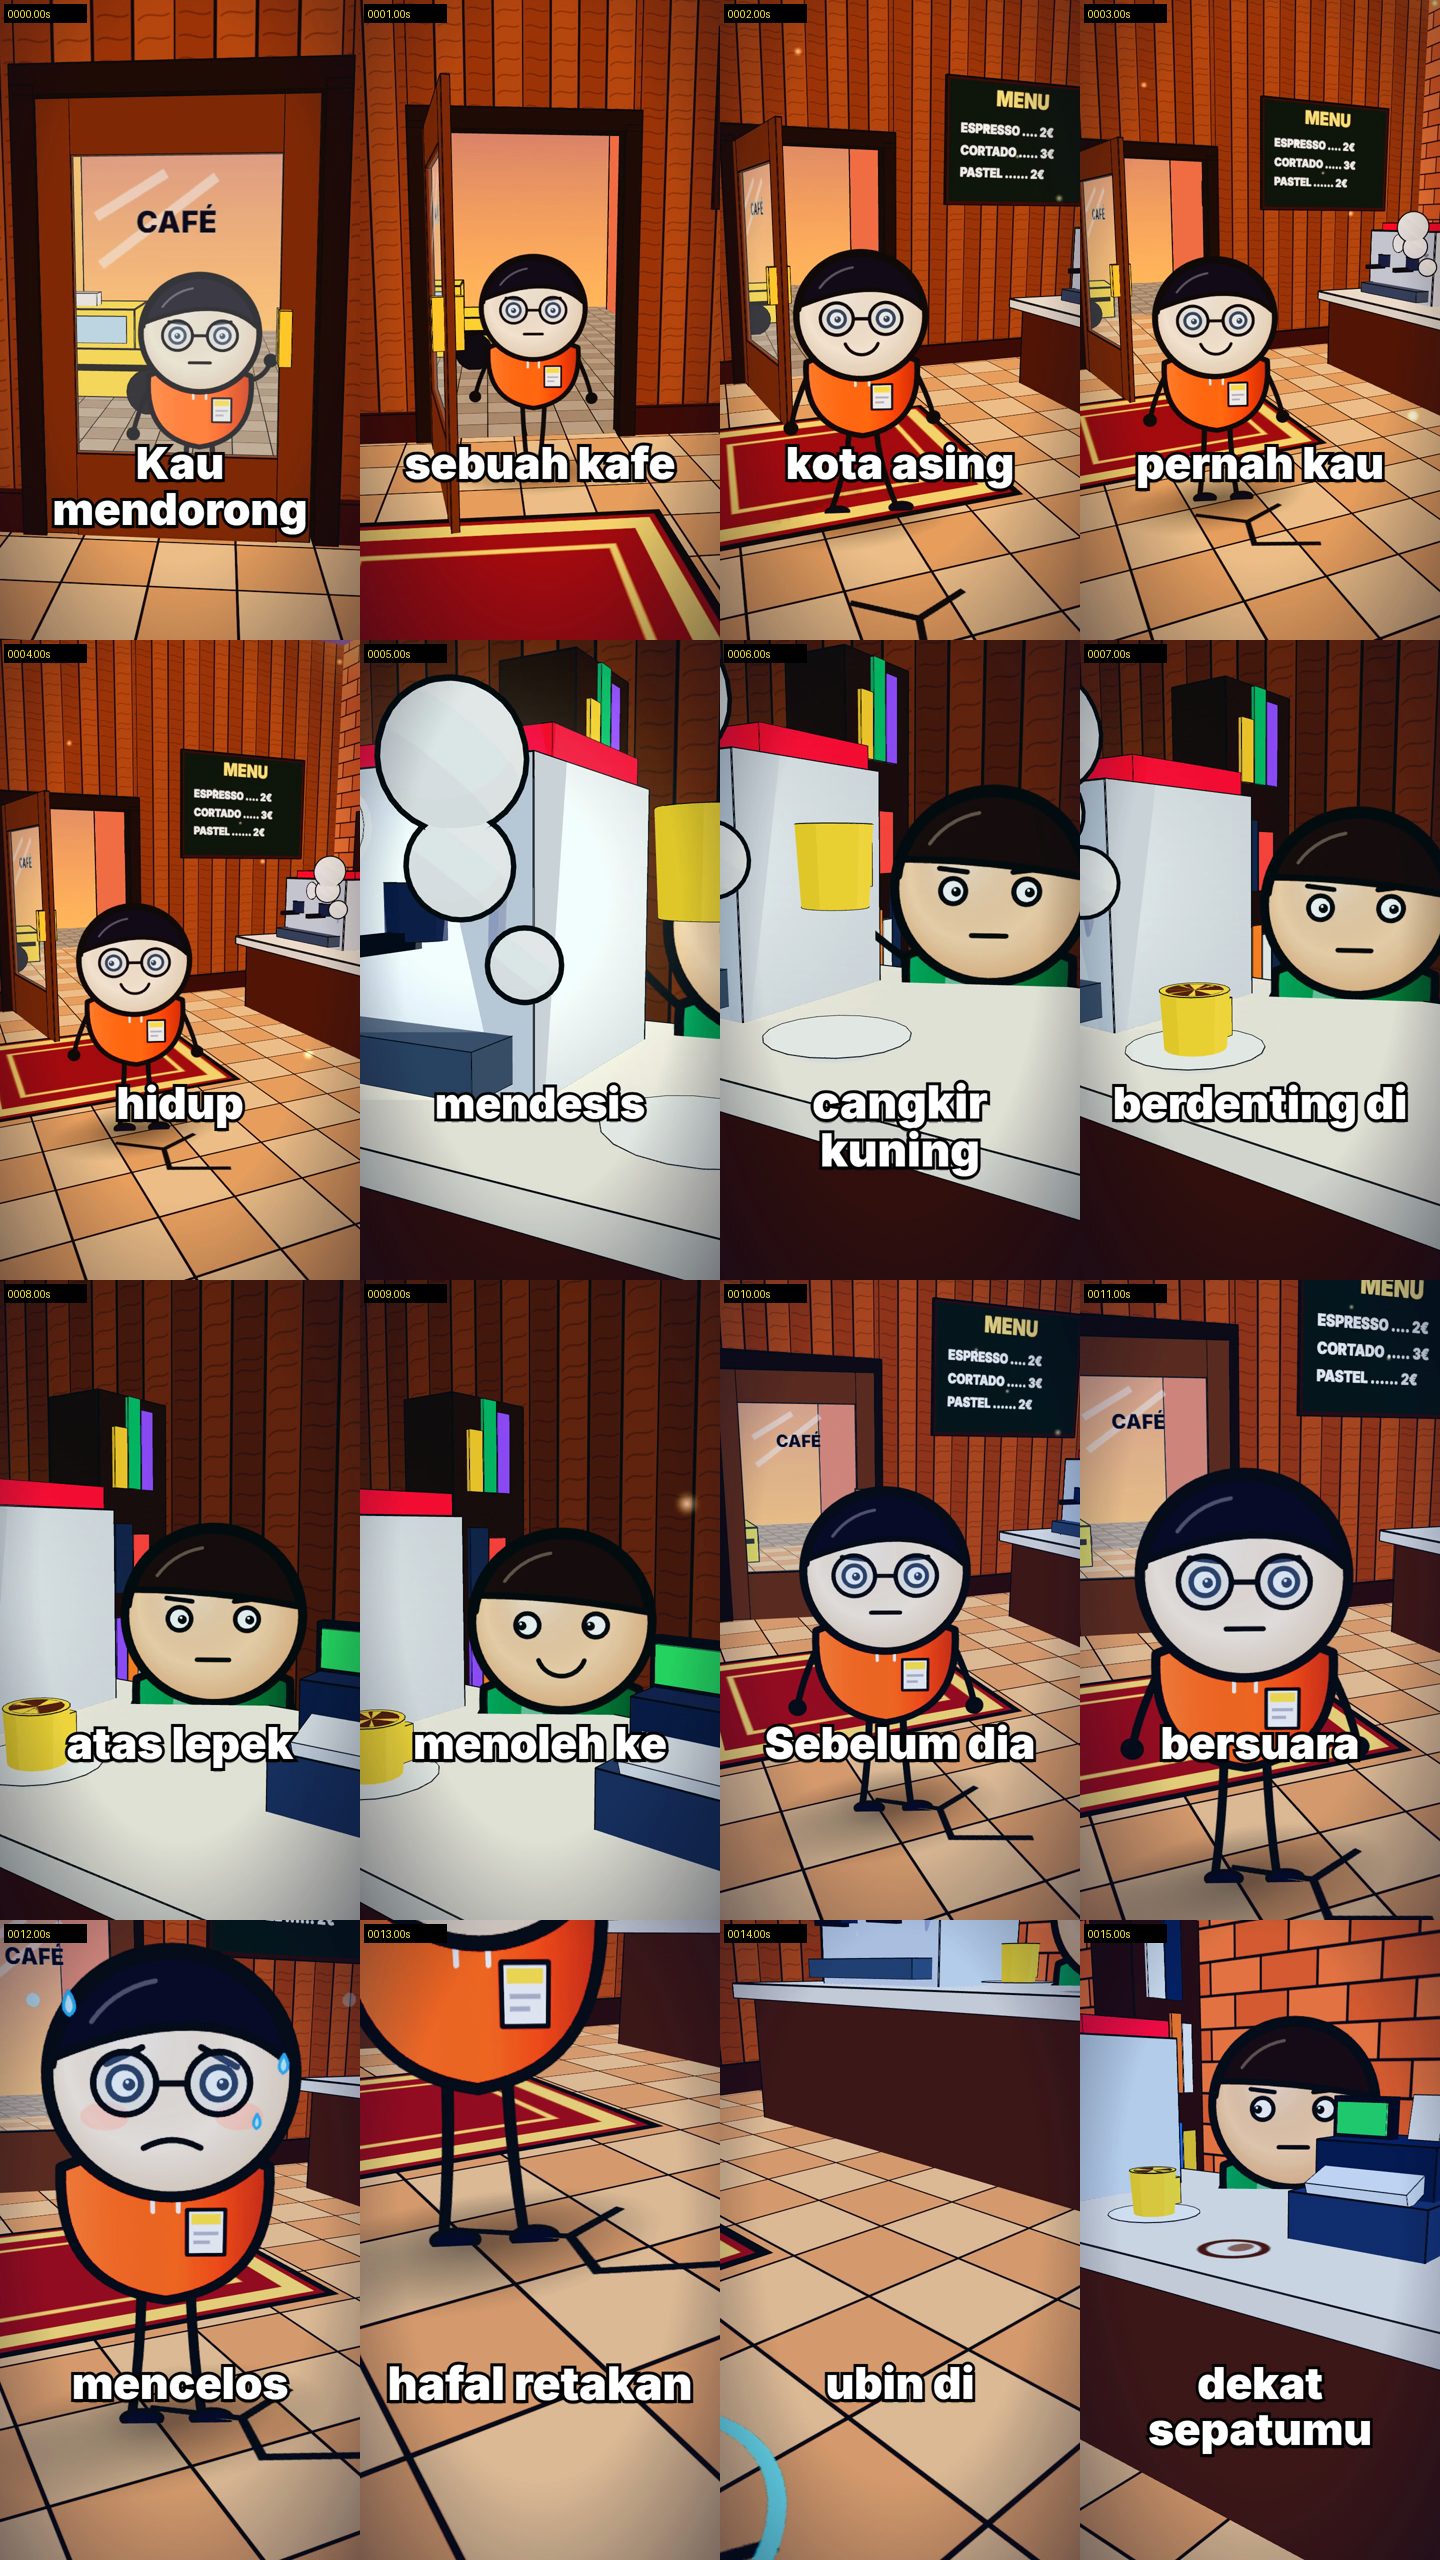 0000.00s
CAFÉ
Kau
mendorong
0001.00s
sebuah kafe
0002.00s
MENU
ESPRESSO .... 2€
CORTADO ..... 3€
PASTEL ...... 2€
CAFÉ
kota asing
0003.00s
MENU
ESPRESSO .... 2€
CORTADO ..... 3€
PASTEL ...... 2€
CAFÉ
pernah kau
0004.00s
MENU
ESPRESSO .... 2€
CORTADO ..... 3€
PASTEL ...... 2€
CAFÉ
hidup
0005.00s
mendesis
0006.00s
cangkir
kuning
0007.00s
berdenting di
0008.00s
atas lepek
0009.00s
menoleh ke
0010.00s
MENU
ESPRESSO .... 2€
CORTADO ..... 3€
PASTEL ...... 2€
CAFÉ
Sebelum dia
0011.00s
MENU
ESPRESSO .... 2€
CORTADO ..... 3€
PASTEL ...... 2€
CAFÉ
bersuara
0012.00s
CAFÉ
mencelos
0013.00s
hafal retakan
0014.00s
ubin di
0015.00s
dekat
sepatumu